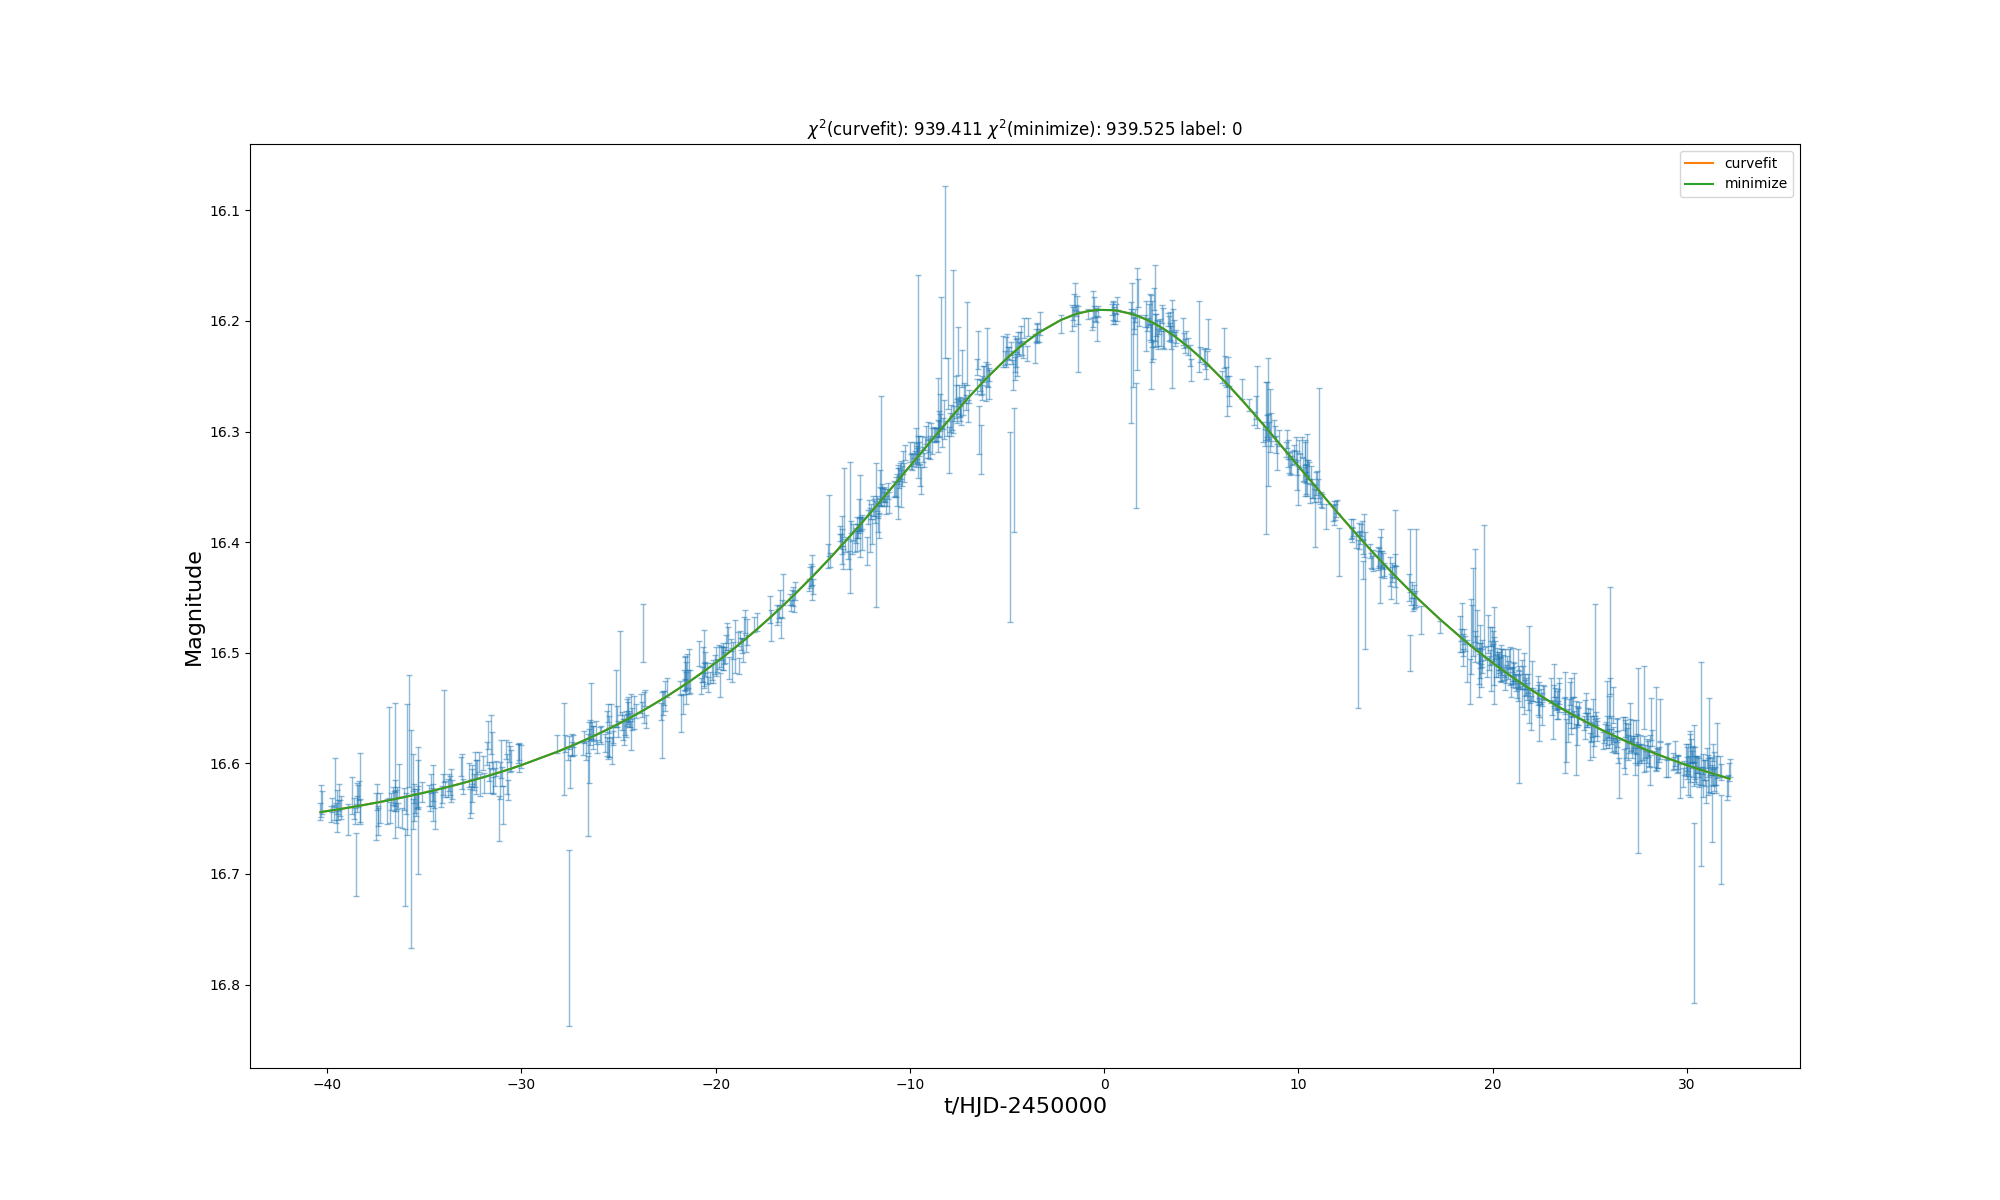 χ²(curvefit): 939.411 χ²(minimize): 939.525 label: 0
curvefit
minimize
Magnitude
16.1
16.2
16.3
16.4
16.5
16.6
16.7
16.8
−40 −30 −20 −10 0 10 20 30
t/HJD-2450000